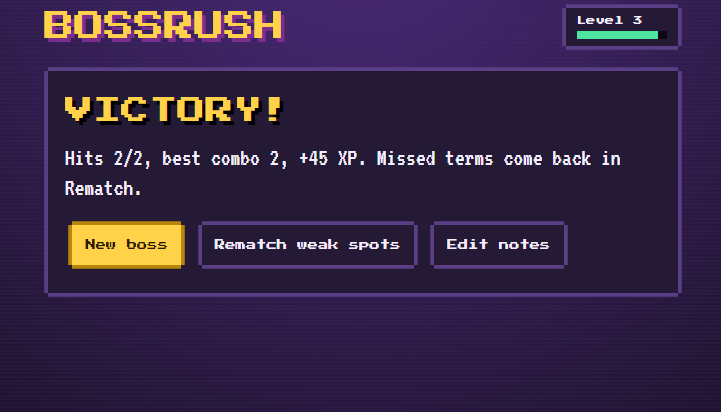 BOSSRUSH
Level 3
VICTORY!
Hits 2/2, best combo 2, +45 XP. Missed terms come back in
Rematch.
New boss
Rematch weak spots
Edit notes